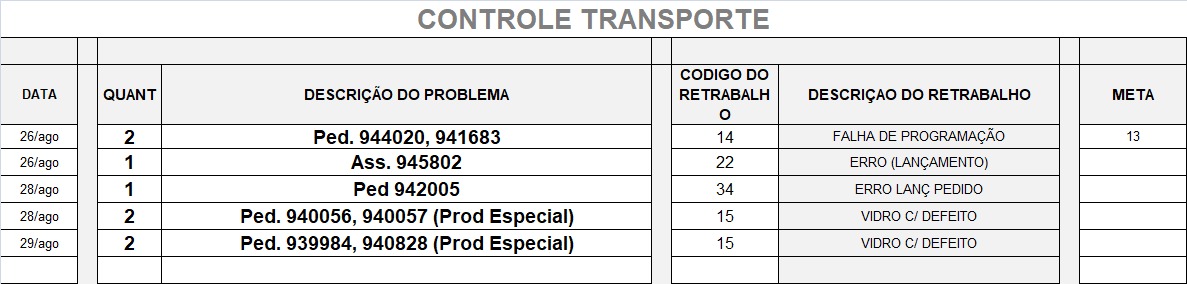 CONTROLE TRANSPORTE
DATA QUANT DESCRIÇÃO DO PROBLEMA CODIGO DO RETRABALH O DESCRIÇAO DO RETRABALHO META
26/ago 2 Ped. 944020, 941683 14 FALHA DE PROGRAMAÇÃO 13
26/ago 1 Ass. 945802 22 ERRO (LANÇAMENTO)
28/ago 1 Ped 942005 34 ERRO LANÇ PEDIDO
28/ago 2 Ped. 940056, 940057 (Prod Especial) 15 VIDRO C/ DEFEITO
29/ago 2 Ped. 939984, 940828 (Prod Especial) 15 VIDRO C/ DEFEITO